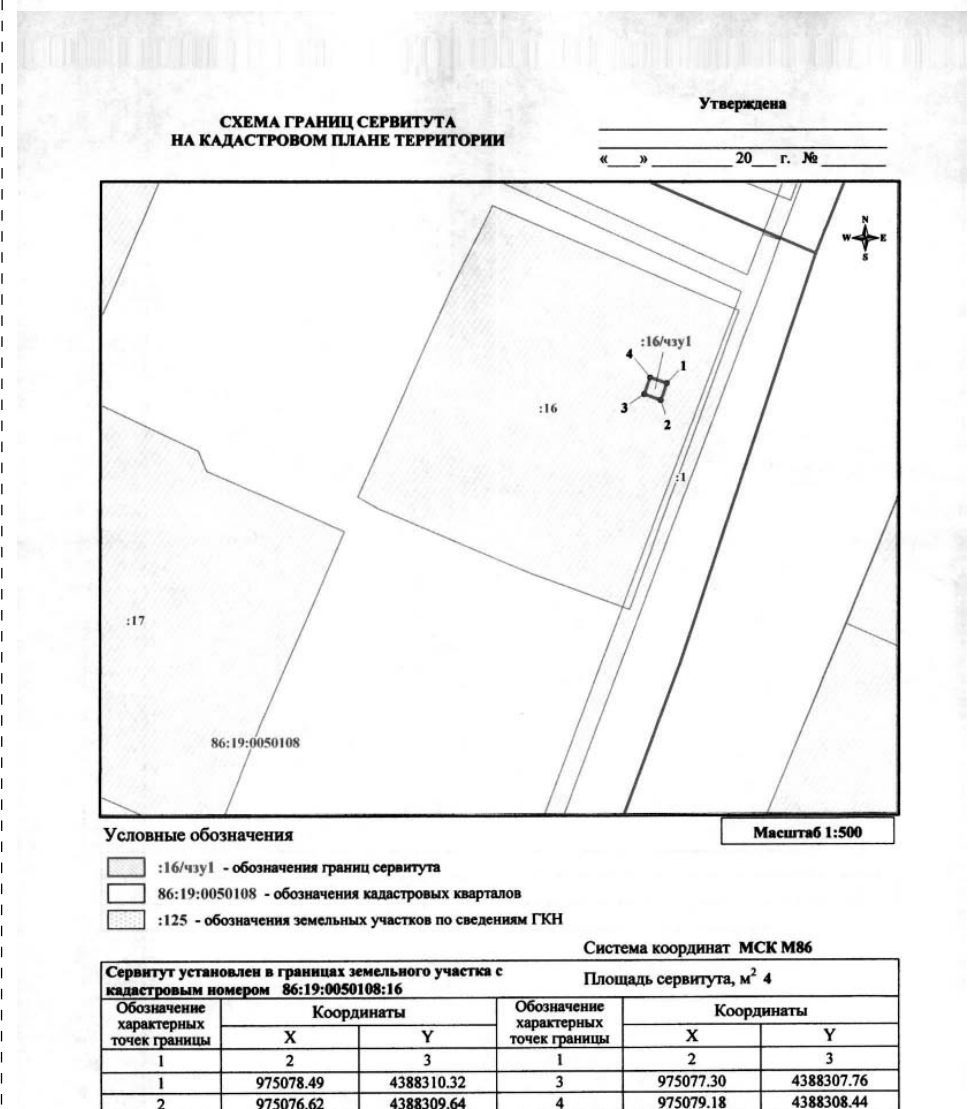 Утверждена
СХЕМА ГРАНИЦ СЕРВИТУТА
НА КАДАСТРОВОМ ПЛАНЕ ТЕРРИТОРИИ
«___»________20___г. №________
N
W E
S
:16/чзу1
4 1
:16 3
2
:1
:17
86:19:0050108
Условные обозначения
Масштаб 1:500
:16/чзу1 - обозначения границ сервитута
86:19:0050108 - обозначения кадастровых кварталов
:125 - обозначения земельных участков по сведениям ГКН
Система координат МСК М86
Сервитут установлен в границах земельного участка с
кадастровым номером 86:19:0050108:16
Площадь сервитута, м² 4
Обозначение характерных точек границы Координаты Обозначение характерных точек границы Координаты
X Y X Y
1 2 3 1 2 3
1 975078.49 4388310.32 3 975077.30 4388307.76
2 975076.62 4388309.64 4 975079.18 4388308.44